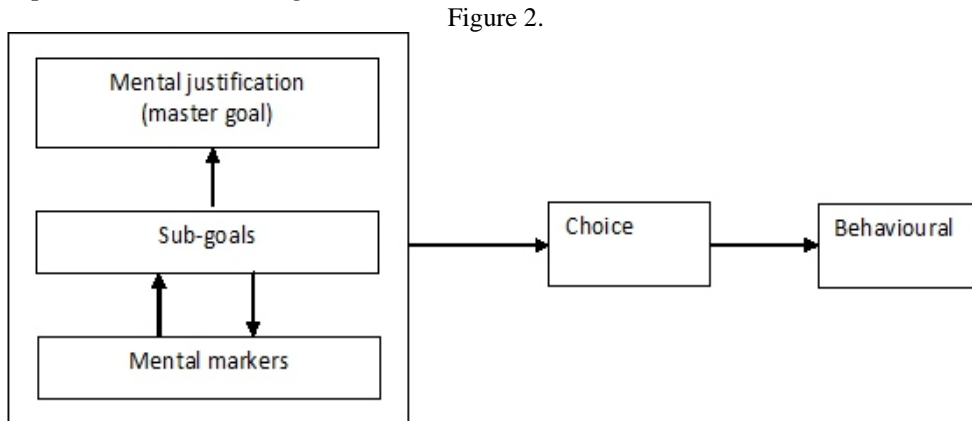 Figure 2.
Mental justification
(master goal)
Sub-goals
Choice
Behavioural
Mental markers